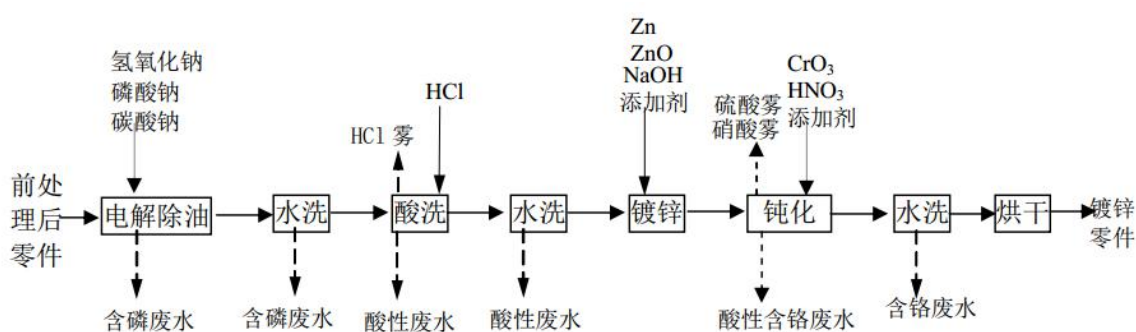 氢氧化钠
磷酸钠
碳酸钠
HCl 雾
HCl
Zn
ZnO
NaOH
添加剂
硫酸雾
硝酸雾
CrO₃
HNO₃
添加剂
前处
理后
零件
电解除油
水洗
酸洗
水洗
镀锌
钝化
水洗
烘干
镀锌
零件
含磷废水
含磷废水
酸性废水
酸性废水
酸性含铬废水
含铬废水